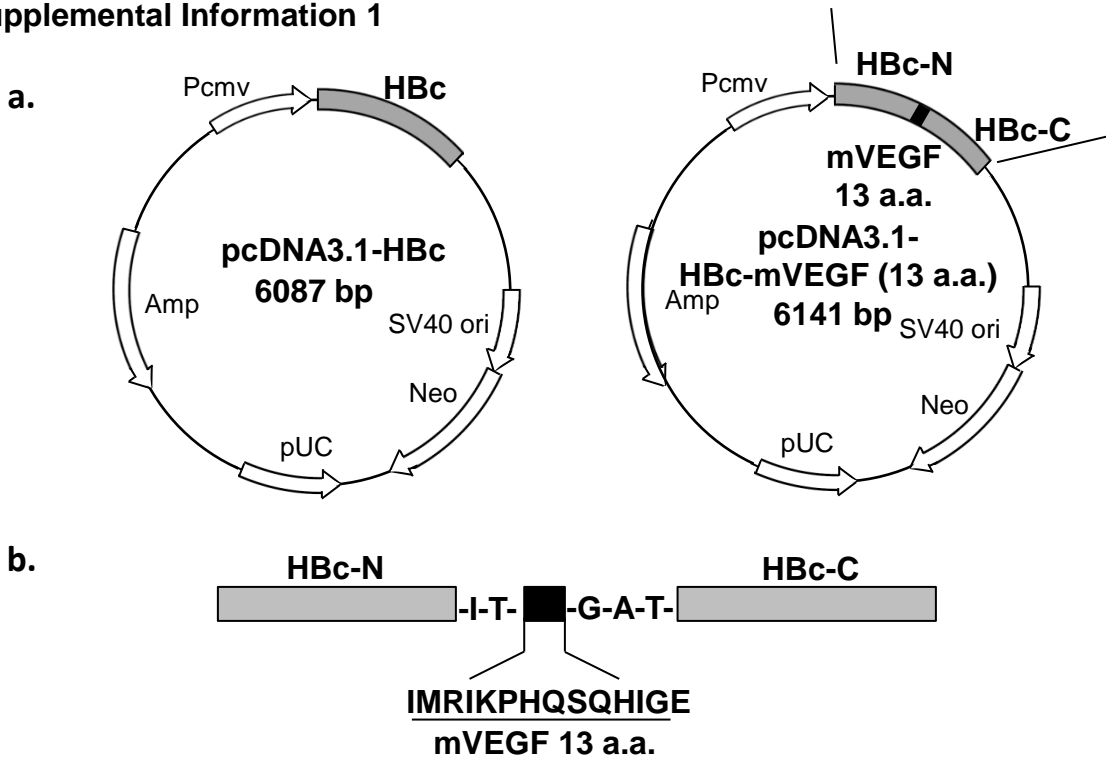 upplemental Information 1
a.
Pcmv
HBc
pcDNA3.1-HBc
6087 bp
Amp
SV40 ori
Neo
pUC
Pcmv
HBc-N
HBc-C
mVEGF
13 a.a.
pcDNA3.1-
HBc-mVEGF (13 a.a.)
6141 bp
Amp
SV40 ori
Neo
pUC
b.
HBc-N
HBc-C
-I-T-
-G-A-T-
IMRIKPHQSQHIGE
mVEGF 13 a.a.